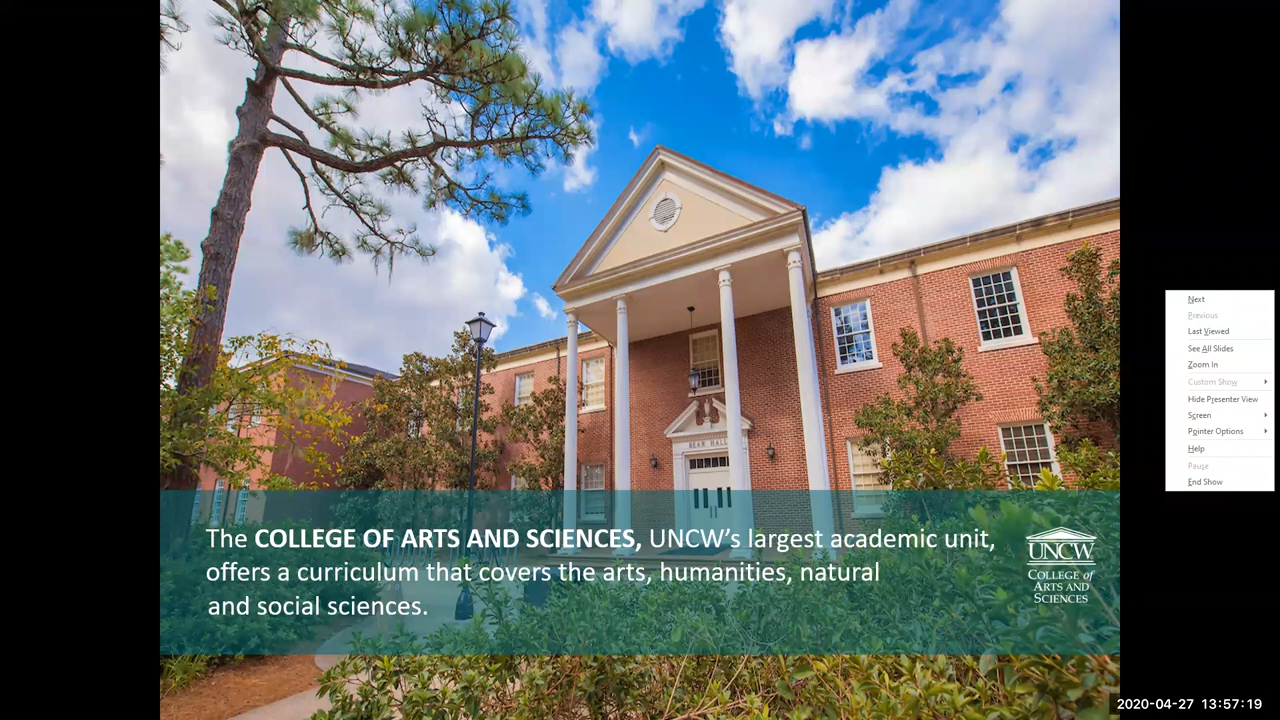 BEAR HALL
The COLLEGE OF ARTS AND SCIENCES, UNCW's largest academic unit,
offers a curriculum that covers the arts, humanities, natural
and social sciences.
UNCW
COLLEGE of
ARTS AND
SCIENCES
Next
Previous
Last Viewed
See All Slides
Zoom In
Custom Show
Hide Presenter View
Screen
Pointer Options
Help
Pause
End Show
2020-04-27 13:57:19